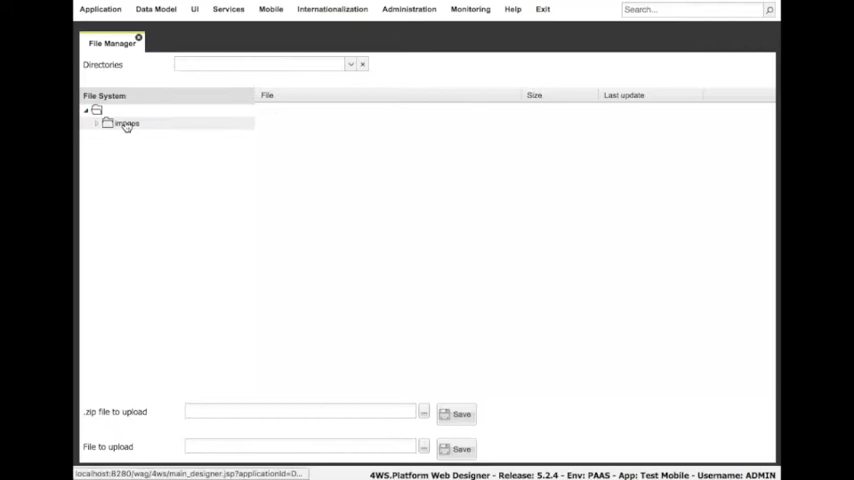 Application Data Model UI Services Mobile Internationalization Administration Monitoring Help Exit Search...
File Manager
Directories
File System File Size Last update
images
.zip file to upload ... Save
File to upload ... Save
localhost:8280/wag/4ws/main_designer.jsp?applicationId=D...
4WS.Platform Web Designer - Release: 5.2.4 - Env: PAAS - App: Test Mobile - Username: ADMIN